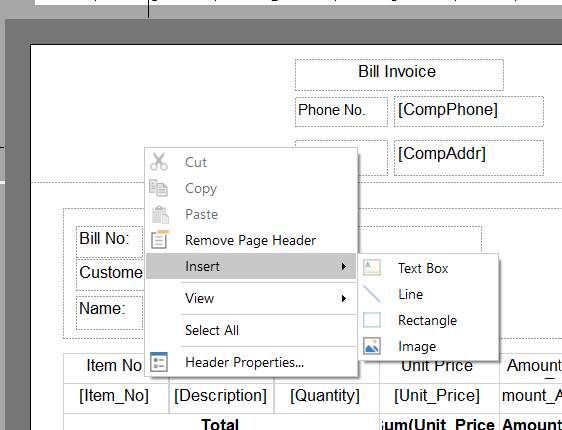 Bill Invoice
Phone No. [CompPhone]
[CompAddr]
Cut
Copy
Paste
Remove Page Header
Insert
View
Select All
Header Properties...
Text Box
Line
Rectangle
Image
Bill No:
Custome
Name:
Item No Unit Price Amount
[Item_No] [Description] [Quantity] [Unit_Price] mount_A
Total um(Unit_Price Amount